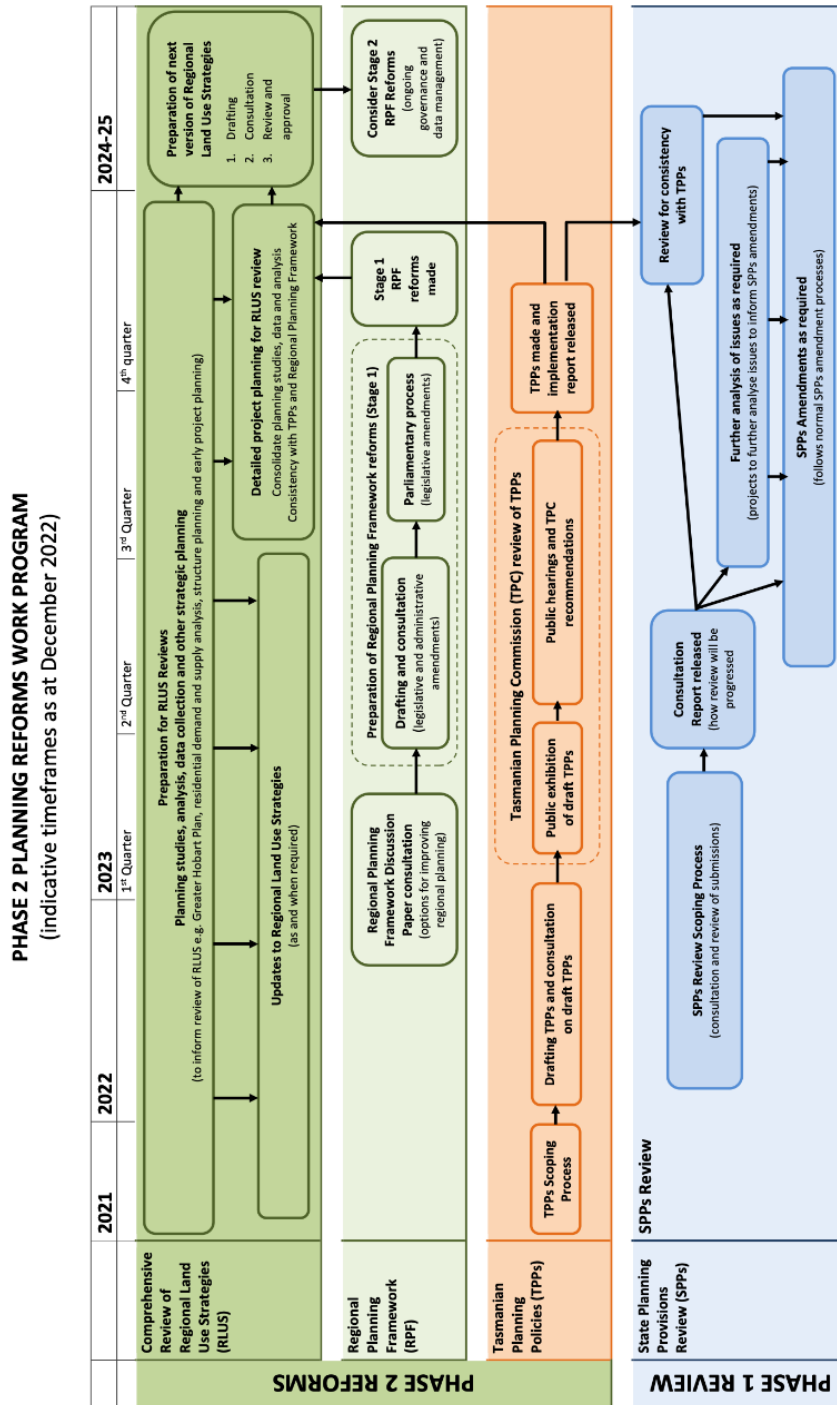 PHASE 2 PLANNING REFORMS WORK PROGRAM
(indicative timeframes as at December 2022)
2021
2022
2023
2024-25
1st Quarter
2nd Quarter
3rd Quarter
4th quarter
PHASE 2 REFORMS
Comprehensive
Review of
Regional Land
Use Strategies
(RLUS)
Preparation for RLUS Reviews
Planning studies, analysis, data collection and other strategic planning
(to inform review of RLUS e.g. Greater Hobart Plan, residential demand and supply analysis, structure planning and early project planning)
Updates to Regional Land Use Strategies
(as and when required)
Detailed project planning for RLUS review
Consolidate planning studies, data and analysis
Consistency with TPPs and Regional Planning Framework
Preparation of next
version of Regional
Land Use Strategies
1. Drafting
2. Consultation
3. Review and
approval
Regional
Planning
Framework
(RPF)
Regional Planning
Framework Discussion
Paper consultation
(options for improving
regional planning)
Preparation of Regional Planning Framework reforms (Stage 1)
Drafting and consultation
(legislative and administrative
amendments)
Parliamentary process
(legislative amendments)
Stage 1
RPF
reforms
made
Consider Stage 2
RPF Reforms
(ongoing
governance and
data management)
Tasmanian
Planning
Policies (TPPs)
TPPs Scoping
Process
Drafting TPPs and consultation
on draft TPPs
Tasmanian Planning Commission (TPC) review of TPPs
Public exhibition
of draft TPPs
Public hearings and TPC
recommendations
TPPs made and
implementation
report released
PHASE 1 REVIEW
State Planning
Provisions
Review (SPPs)
SPPs Review
SPPs Review Scoping Process
(consultation and review of submissions)
Consultation
Report released
(how review will be
progressed
Review for consistency
with TPPs
Further analysis of issues as required
(projects to further analyse issues to inform SPPs amendments)
SPPs Amendments as required
(follows normal SPPs amendment processes)